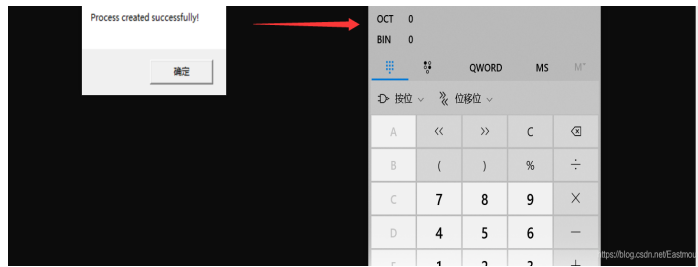 Process created successfully!
确定
OCT 0
BIN 0
QWORD MS M˅
按位 位移位
A << >> C
B ( ) % ÷
C 7 8 9 ×
D 4 5 6 −
1 2 3 +
https://blog.csdn.net/Eastmou